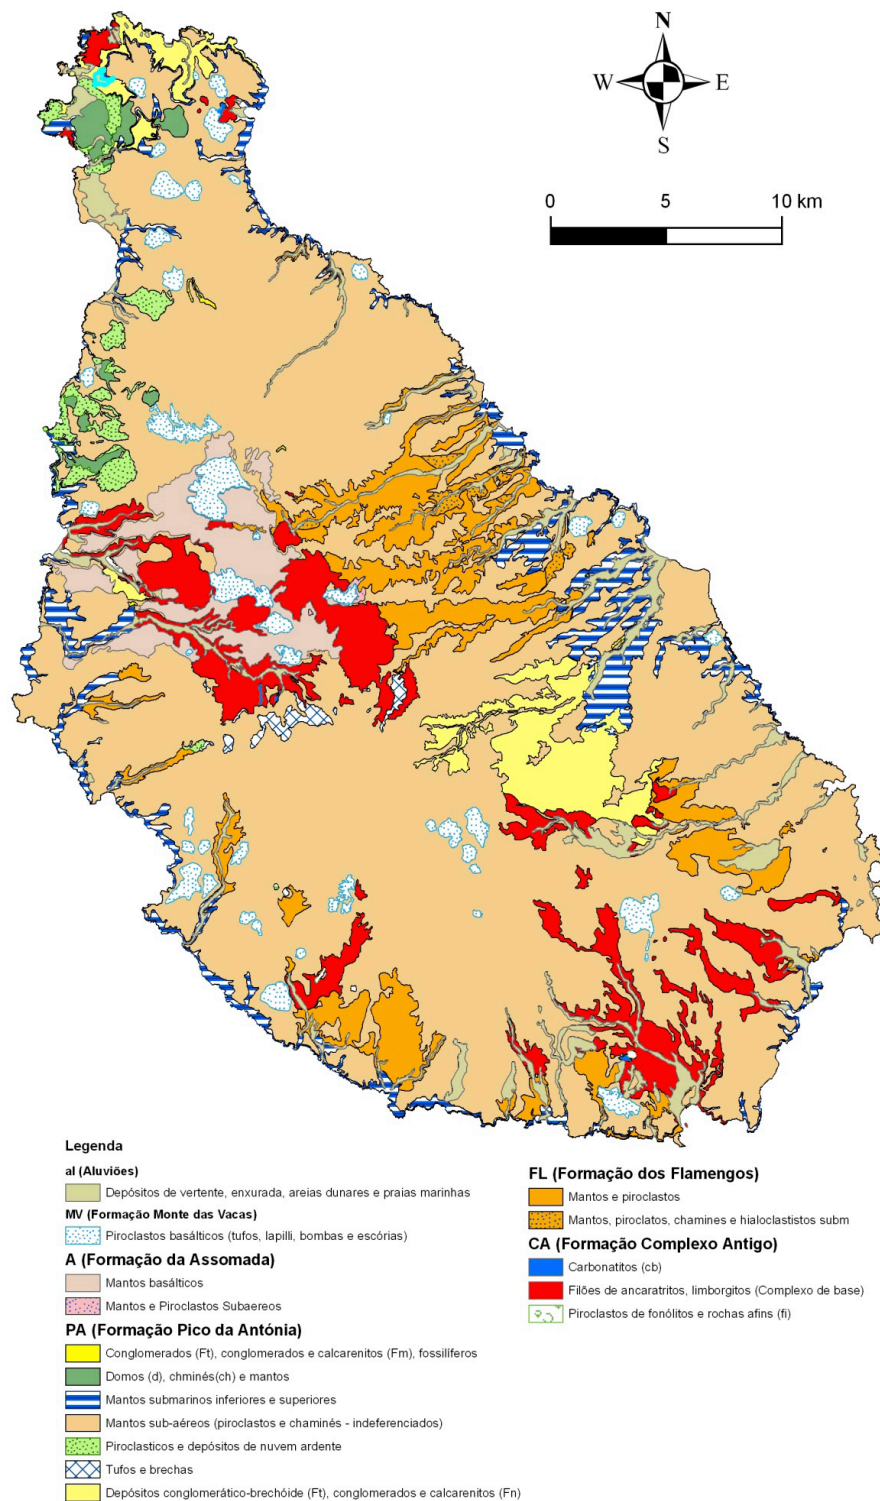 N
W
E
S
0
5
10 km
Legenda
al (Aluviões)
Depósitos de vertente, enxurada, areias dunares e praias marinhas
MV (Formação Monte das Vacas)
Piroclastos basálticos (tufos, lapilli, bombas e escórias)
A (Formação da Assomada)
Mantos basálticos
Mantos e Piroclastos Subaereos
PA (Formação Pico da Antónia)
Conglomerados (Ft), conglomerados e calcarenitos (Fm), fossilíferos
Domos (d), chminés(ch) e mantos
Mantos submarinos inferiores e superiores
Mantos sub-aéreos (piroclastos e chaminés - indeferenciados)
Piroclasticos e depósitos de nuvem ardente
Tufos e brechas
Depósitos conglomerático-brechóide (Ft), conglomerados e calcarenitos (Fn)
FL (Formação dos Flamengos)
Mantos e piroclastos
Mantos, piroclatos, chamines e hialoclastistos subm
CA (Formação Complexo Antigo)
Carbonatitos (cb)
Filões de ancaratritos, limborgitos (Complexo de base)
Piroclastos de fonólitos e rochas afins (fi)